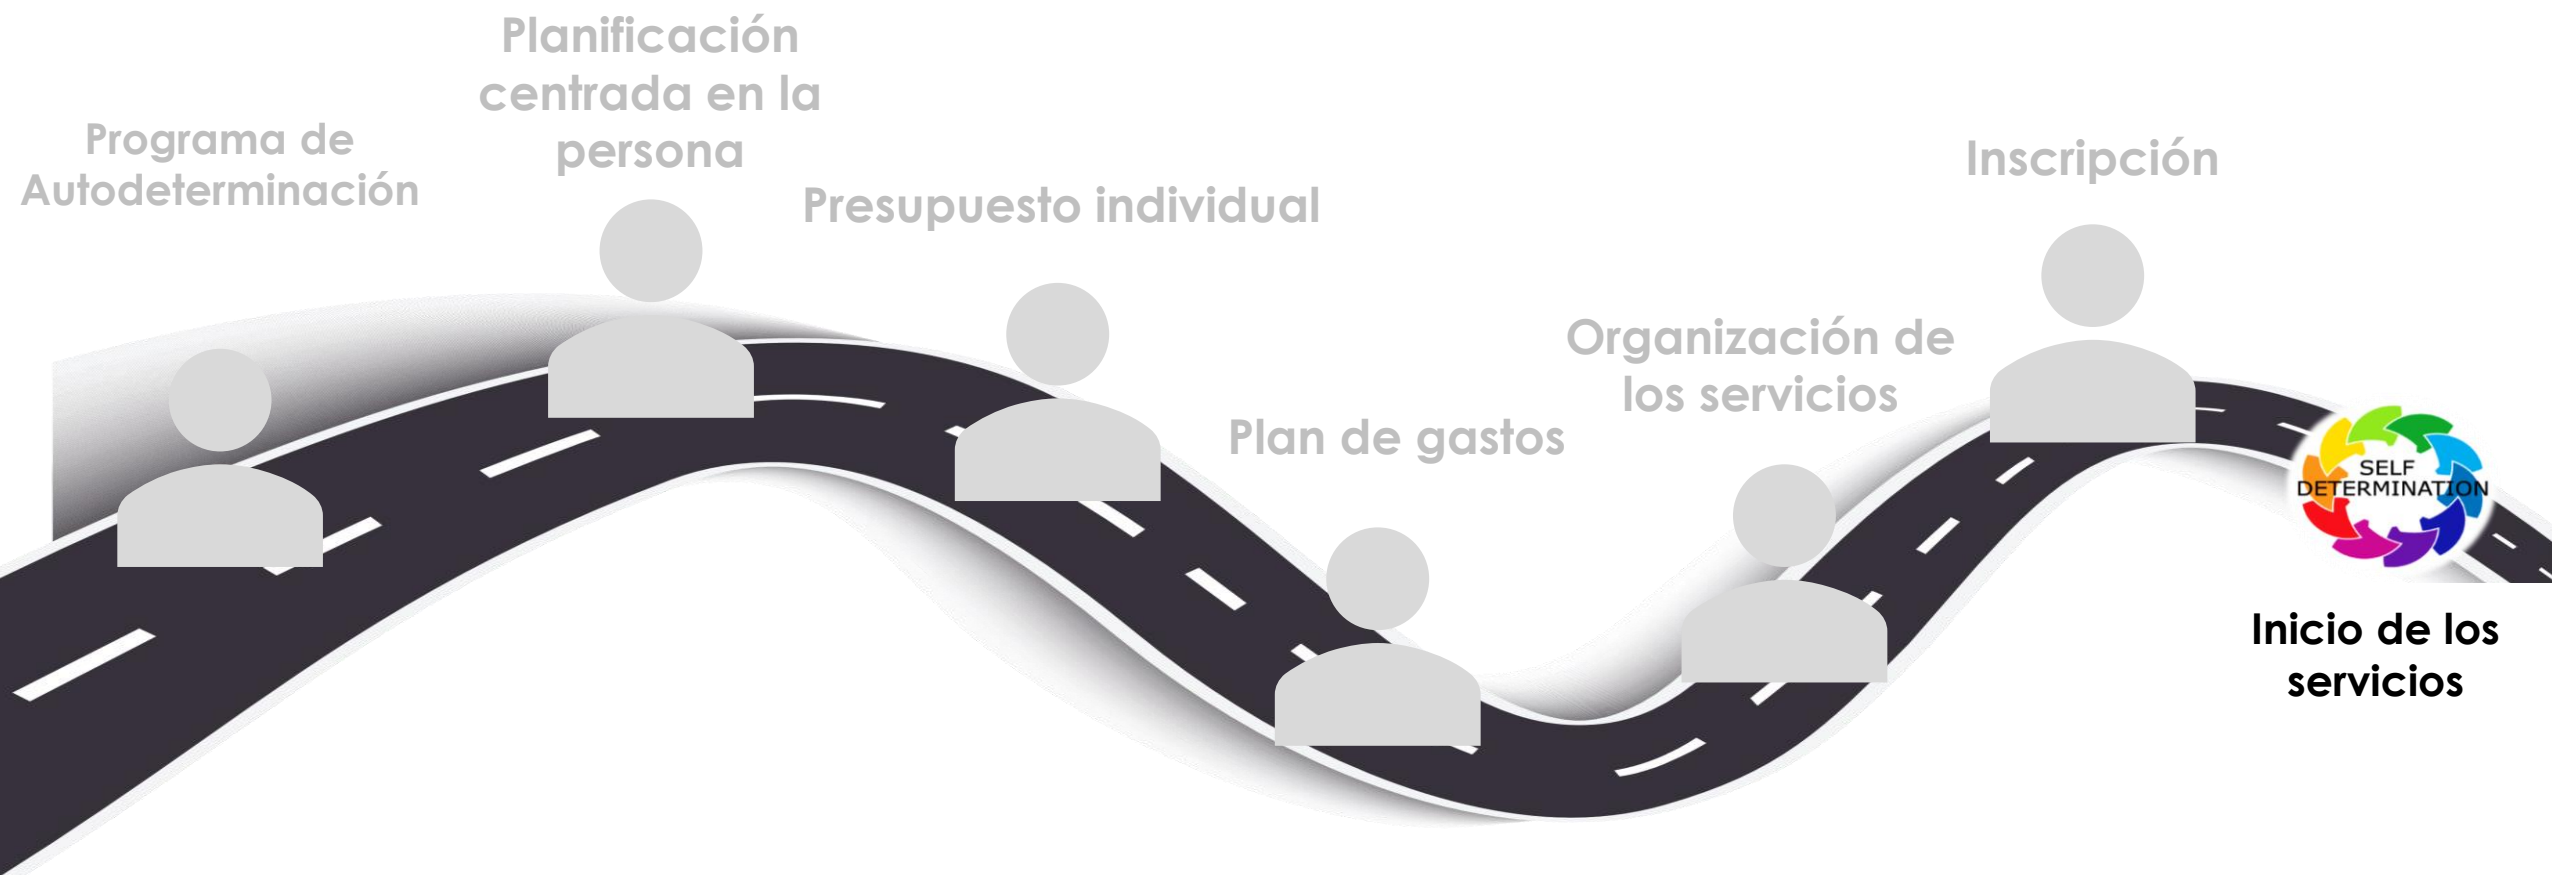 Programa de
Autodeterminación
Planificación
centrada en la
persona
Presupuesto individual
Plan de gastos
Organización de
los servicios
Inscripción
SELF
DETERMINATION
Inicio de los
servicios